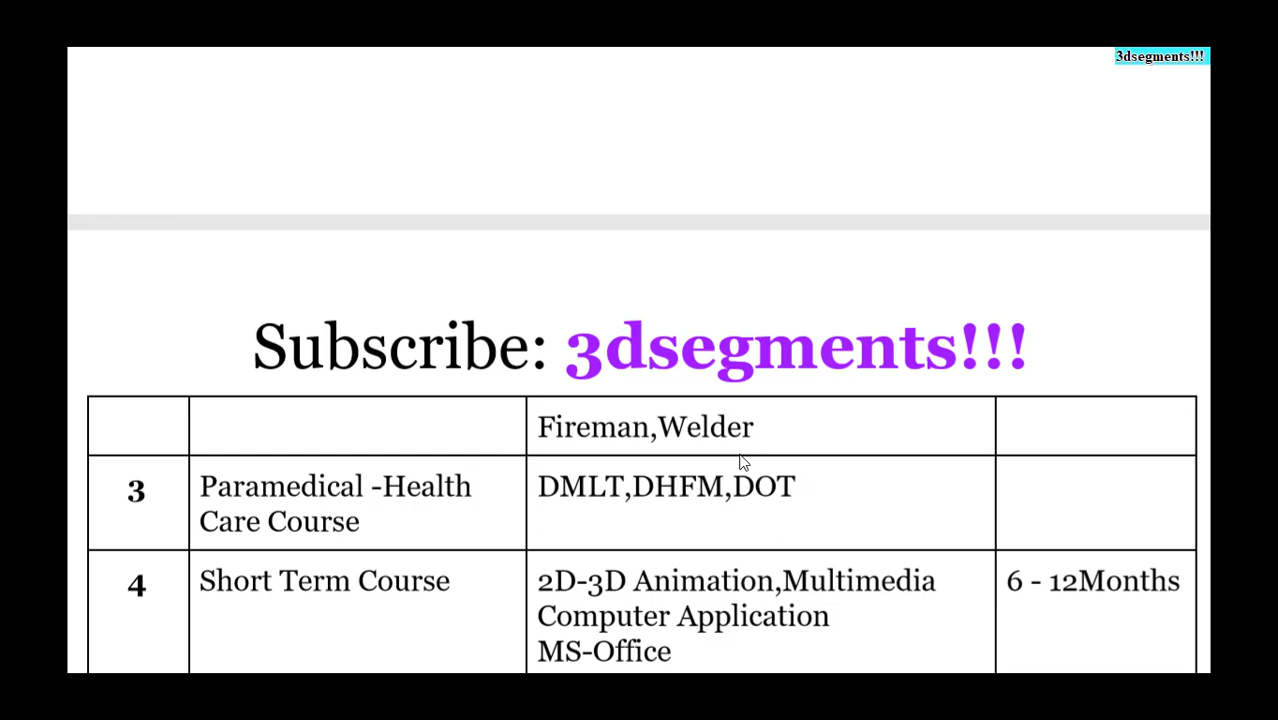 3dsegments!!!
Subscribe: 3dsegments!!!
Fireman,Welder
3 Paramedical -Health DMLT,DHFM,DOT
Care Course
4 Short Term Course 2D-3D Animation,Multimedia 6 - 12Months
Computer Application
MS-Office